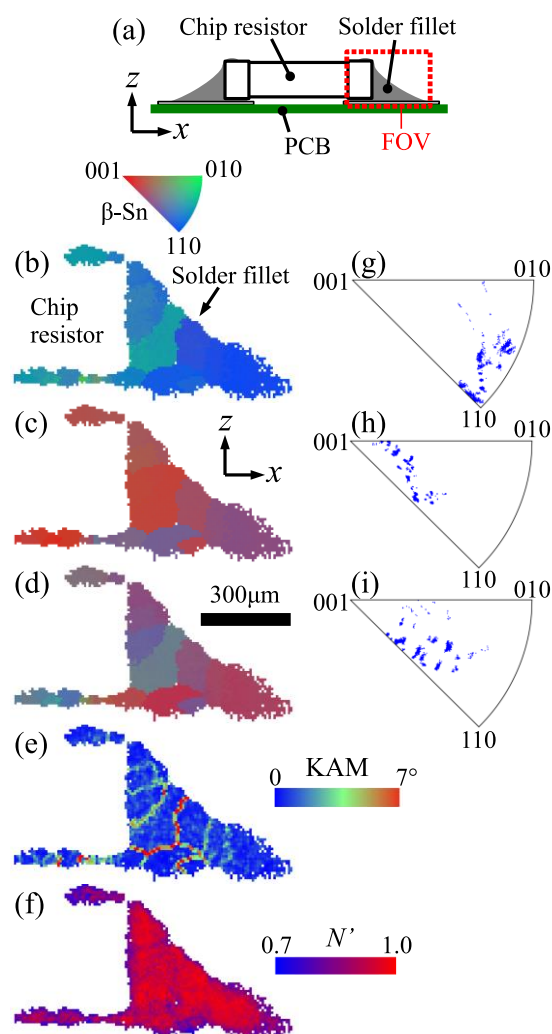 (a)
Chip resistor
Solder fillet
z
x
PCB
FOV
001
010
β-Sn
110
(b)
Solder fillet
Chip
resistor
(g)
001
010
110
(c)
z
x
(h)
001
010
110
(d)
300μm
(i)
001
010
110
(e)
KAM
0
7°
(f)
N'
0.7
1.0